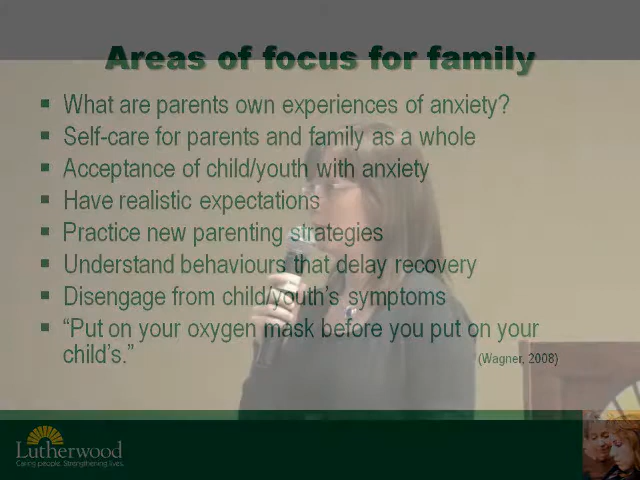 Areas of focus for family
What are parents own experiences of anxiety?
Self-care for parents and family as a whole
Acceptance of child/youth with anxiety
Have realistic expectations
Practice new parenting strategies
Understand behaviours that delay recovery
Disengage from child/youth's symptoms
“Put on your oxygen mask before you put on your
child's.”
(Wagner, 2008)
Lutherwood
Caring people. Strengthening lives.